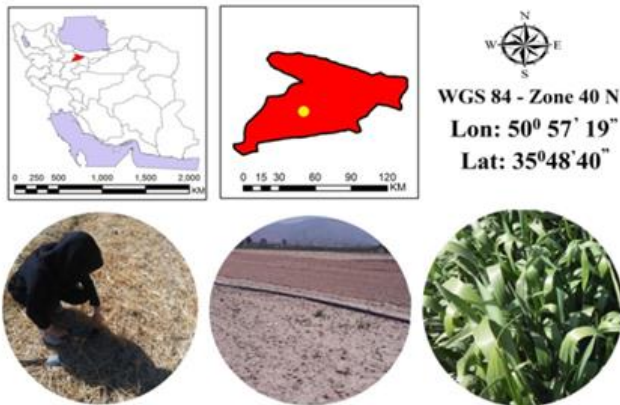 N
W E
S
WGS 84 - Zone 40 N
Lon: 50⁰ 57’ 19”
Lat: 35⁰48’40”
0 250 500 1,000 1,500 2,000
KM
0 15 30 60 90 120
KM